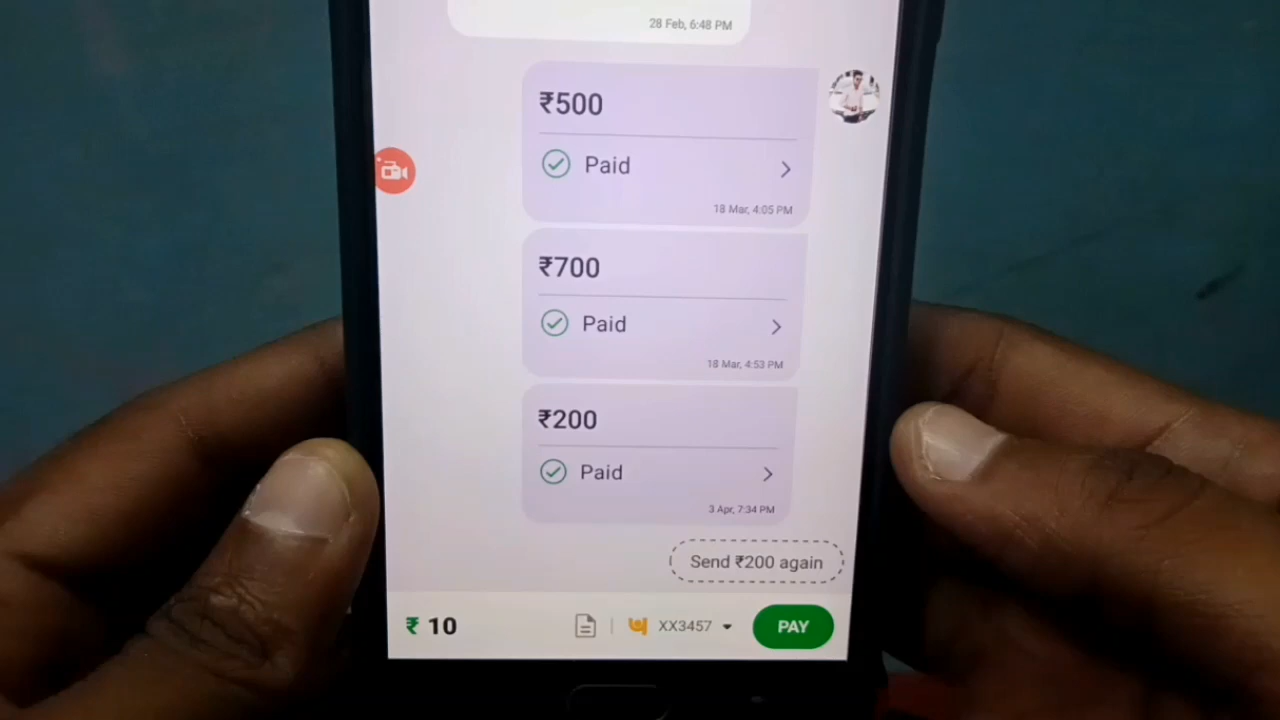 28 Feb, 6:48 PM
₹500
Paid
18 Mar, 4:05 PM
₹700
Paid
18 Mar, 4:53 PM
₹200
Paid
3 Apr, 7:34 PM
Send ₹200 again
₹ 10 XX3457 PAY